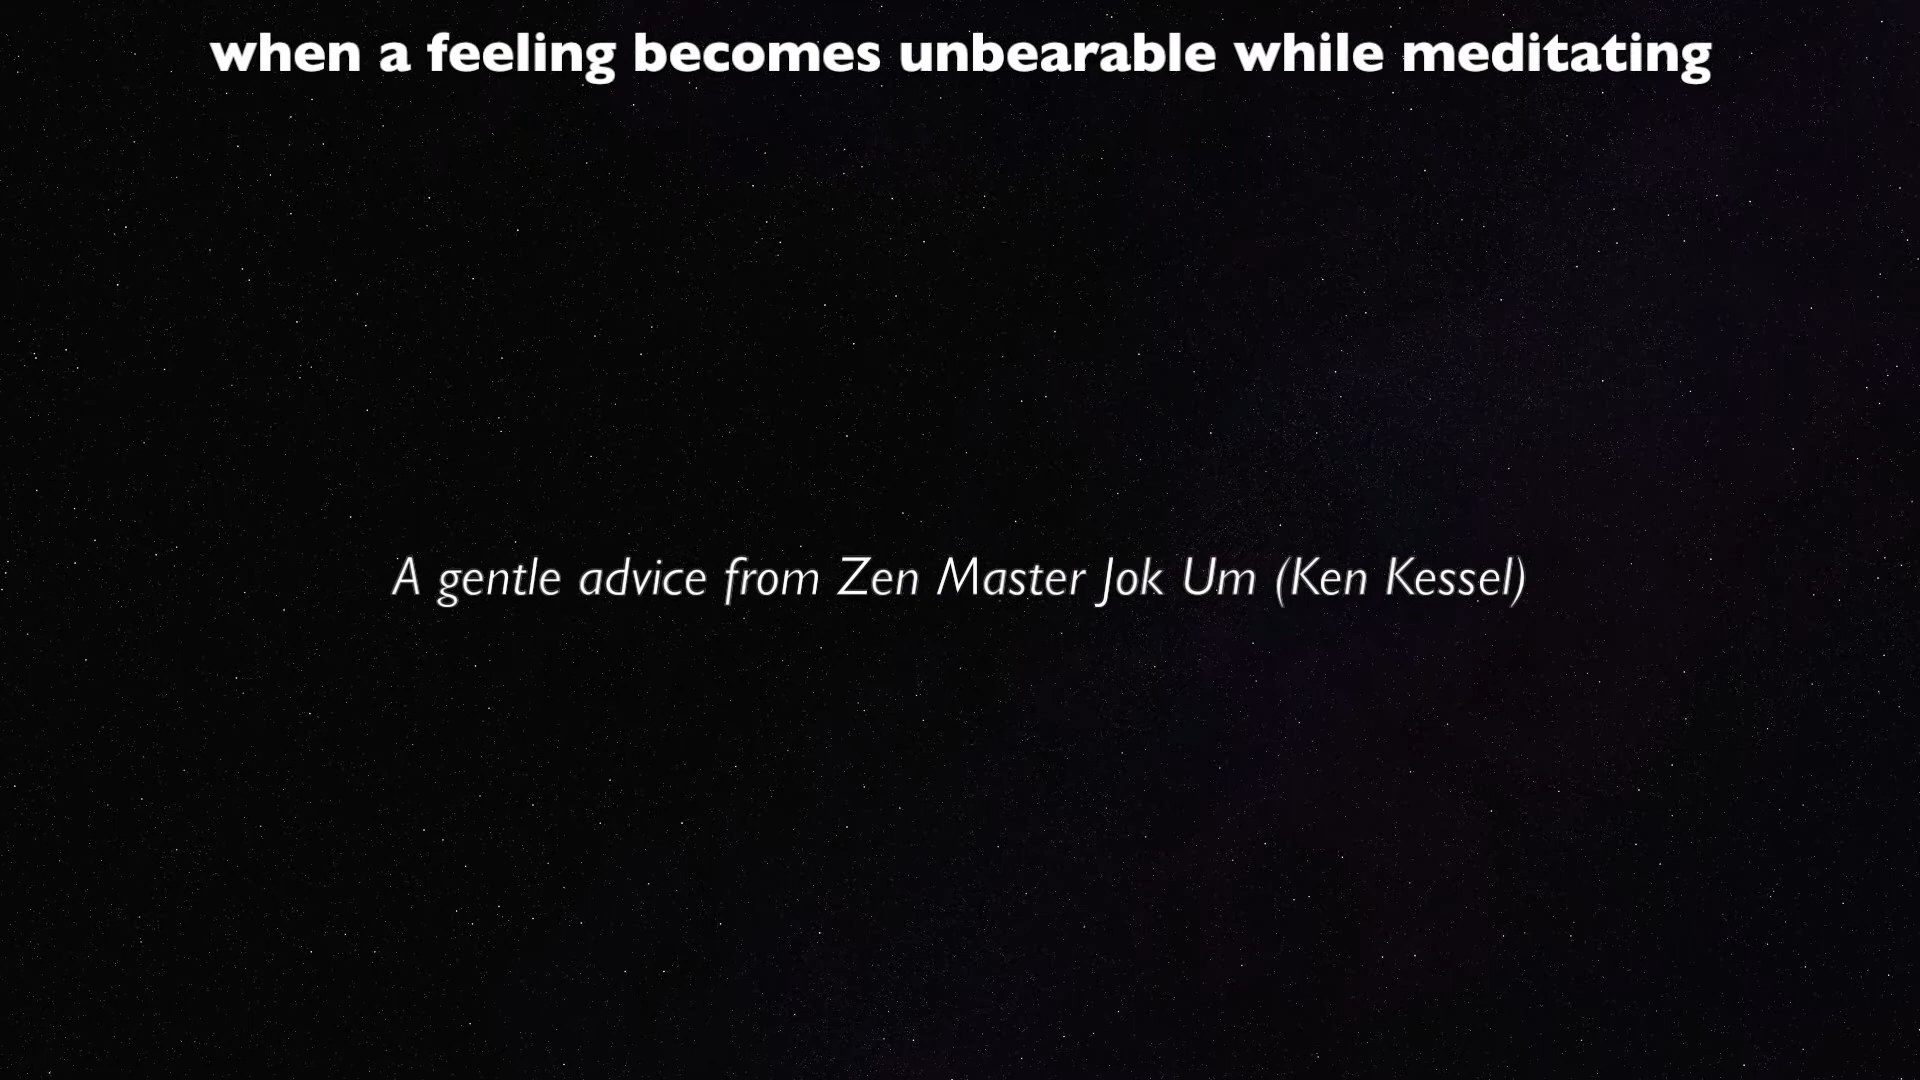 when a feeling becomes unbearable while meditating
A gentle advice from Zen Master Jok Um (Ken Kessel)